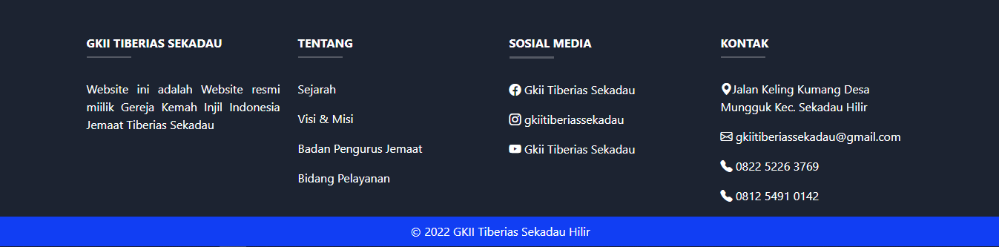 GKII TIBERIAS SEKADAU
Website ini adalah Website resmi
miilik Gereja Kemah Injil Indonesia
Jemaat Tiberias Sekadau
TENTANG
Sejarah
Visi & Misi
Badan Pengurus Jemaat
Bidang Pelayanan
SOSIAL MEDIA
Gkii Tiberias Sekadau
gkiitiberiassekadau
Gkii Tiberias Sekadau
KONTAK
Jalan Keling Kumang Desa
Mungguk Kec. Sekadau Hilir
gkiitiberiassekadau@gmail.com
0822 5226 3769
0812 5491 0142
© 2022 GKII Tiberias Sekadau Hilir